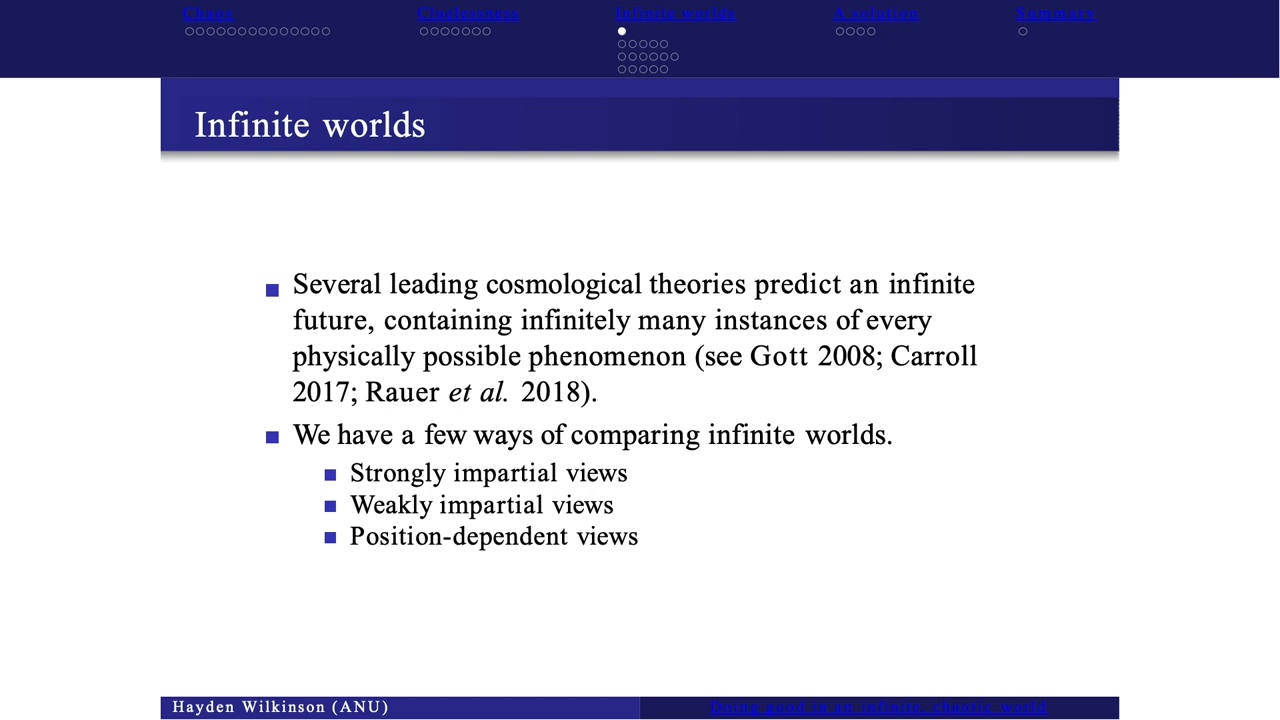 Chaos
Cluelessness
Infinite worlds
A solution
Summary
Infinite worlds
Several leading cosmological theories predict an infinite
future, containing infinitely many instances of every
physically possible phenomenon (see Gott 2008; Carroll
2017; Rauer et al. 2018).
We have a few ways of comparing infinite worlds.
Strongly impartial views
Weakly impartial views
Position-dependent views
Hayden Wilkinson (ANU)
Doing good in an infinite, chaotic world